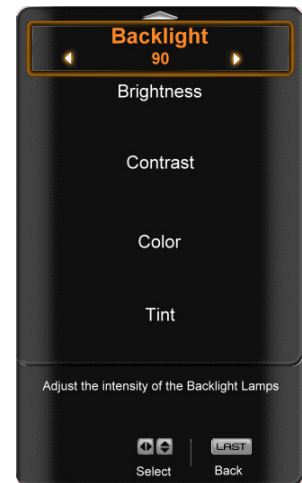 Backlight
90
Brightness
Contrast
Color
Tint
Adjust the intensity of the Backlight Lamps
LAST
Select Back